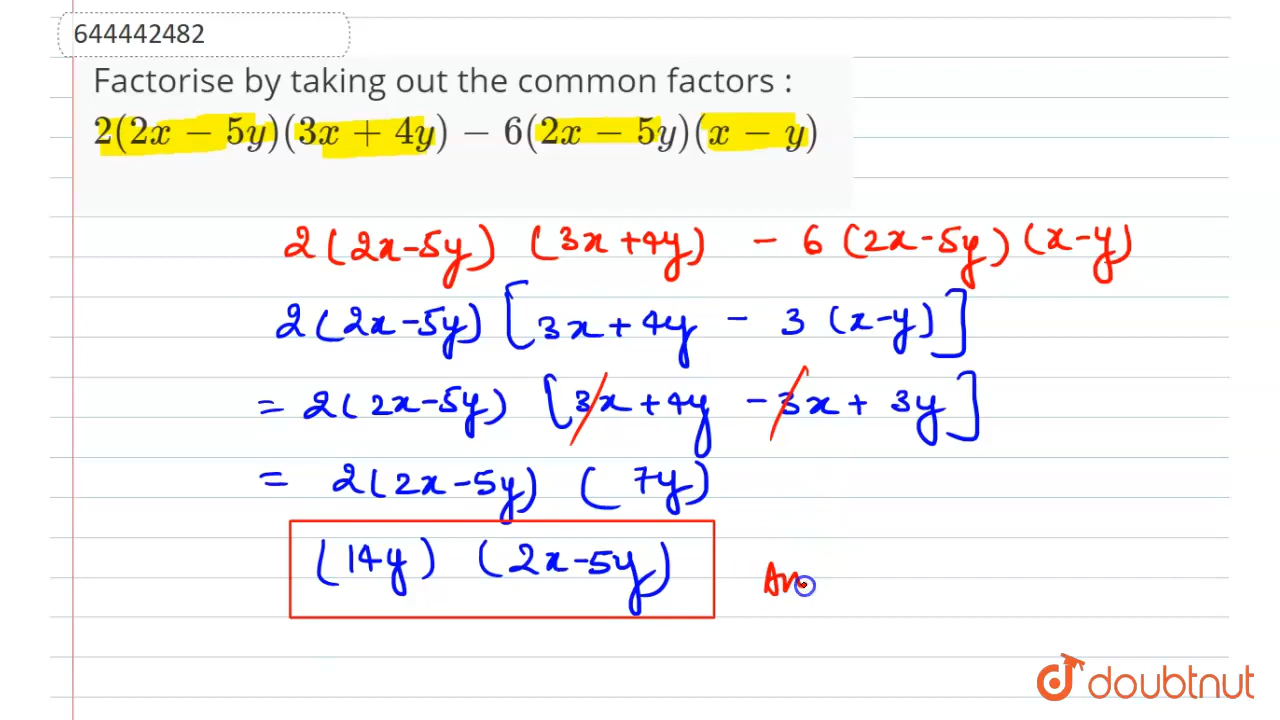 644442482
Factorise by taking out the common factors :
2(2x − 5y)(3x + 4y) − 6(2x − 5y)(x − y)
2(2x-5y) (3x+4y) - 6(2x-5y)(x-y)
2(2x-5y) [3x+4y - 3(x-y)]
= 2(2x-5y) [3x+4y - 3x+3y]
= 2(2x-5y) (7y)
(14y) (2x-5y) Ans
doubtnut